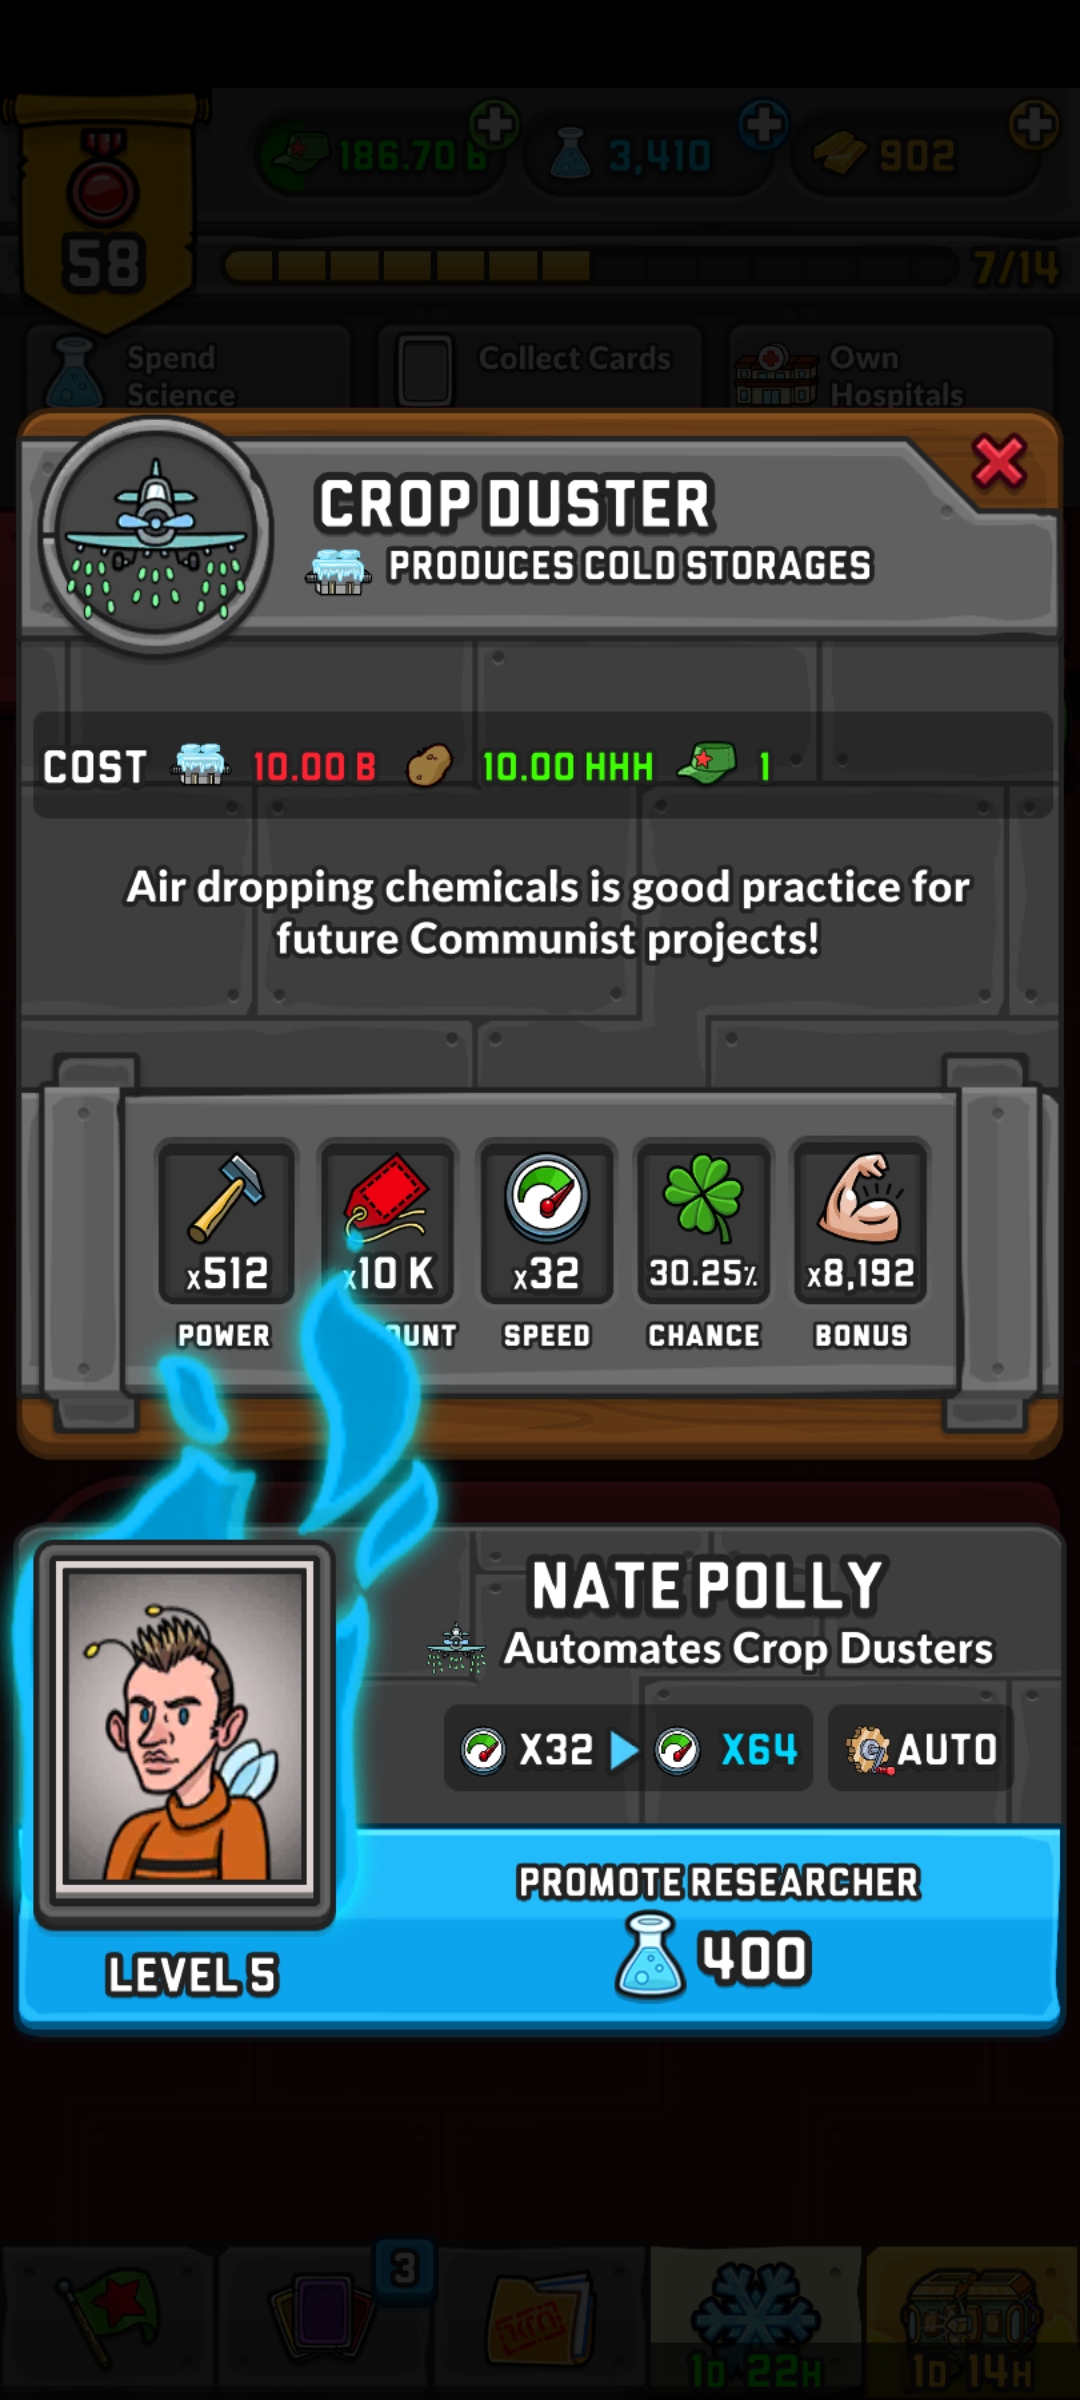 186.70 B 3,410 902
58
7/14
Spend
Science
Collect Cards
Own
Hospitals
CROP DUSTER
PRODUCES COLD STORAGES
COST 10.00 B 10.00 HHH 1
Air dropping chemicals is good practice for
future Communist projects!
x512 x10 K x32 30.25% x8,192
POWER OUNT SPEED CHANCE BONUS
NATE POLLY
Automates Crop Dusters
X32 X64 AUTO
PROMOTE RESEARCHER
400
LEVEL 5
3
1D 22H 1D 14H